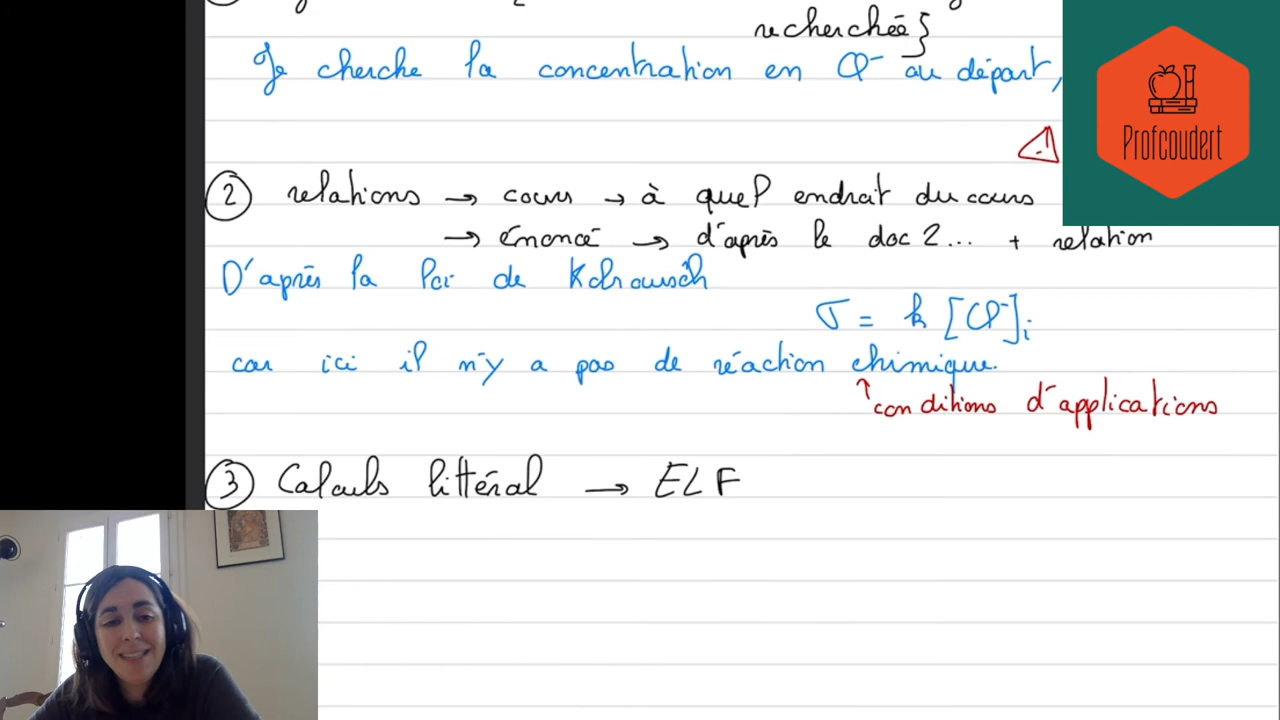 recherchée}
Je cherche la concentration en Cl⁻ au départ,
Profcoudert
② relations → cours → à quel endroit du cours
→ énoncé → d'après le doc 2... + relation
D'après la loi de Kohrausch
σ = k [Cl⁻]i
car ici il n'y a pas de réaction chimique.
↑ conditions d'applications
③ Calculs littéral → ELF